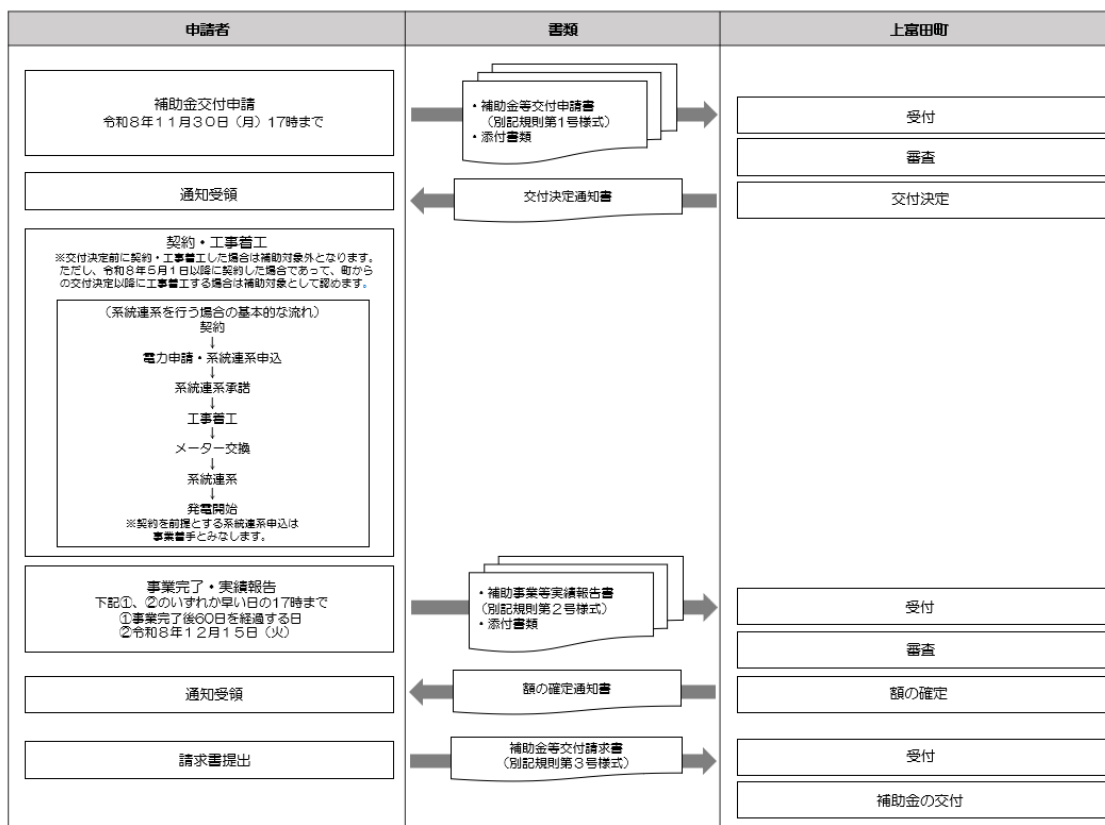 申請者
書類
上富田町
補助金交付申請
令和8年11月30日（月）17時まで
・補助金等交付申請書
（別記規則第1号様式）
・添付書類
受付
審査
通知受領
交付決定通知書
交付決定
契約・工事着工
※交付決定前に契約・工事着工した場合は補助対象外となります。
ただし、令和8年5月1日以降に契約した場合であって、町から
の交付決定以降に工事着工する場合は補助対象として認めます。
（系統連系を行う場合の基本的な流れ）
契約
↓
電力申請・系統連系申込
↓
系統連系承諾
↓
工事着工
↓
メーター交換
↓
系統連系
↓
発電開始
※契約を前提とする系統連系申込は
事業着手とみなします。
事業完了・実績報告
下記①、②のいずれか早い日の17時まで
①事業完了後60日を経過する日
②令和8年12月15日（火）
・補助事業等実績報告書
（別記規則第2号様式）
・添付書類
受付
審査
通知受領
額の確定通知書
額の確定
請求書提出
補助金等交付請求書
（別記規則第3号様式）
受付
補助金の交付